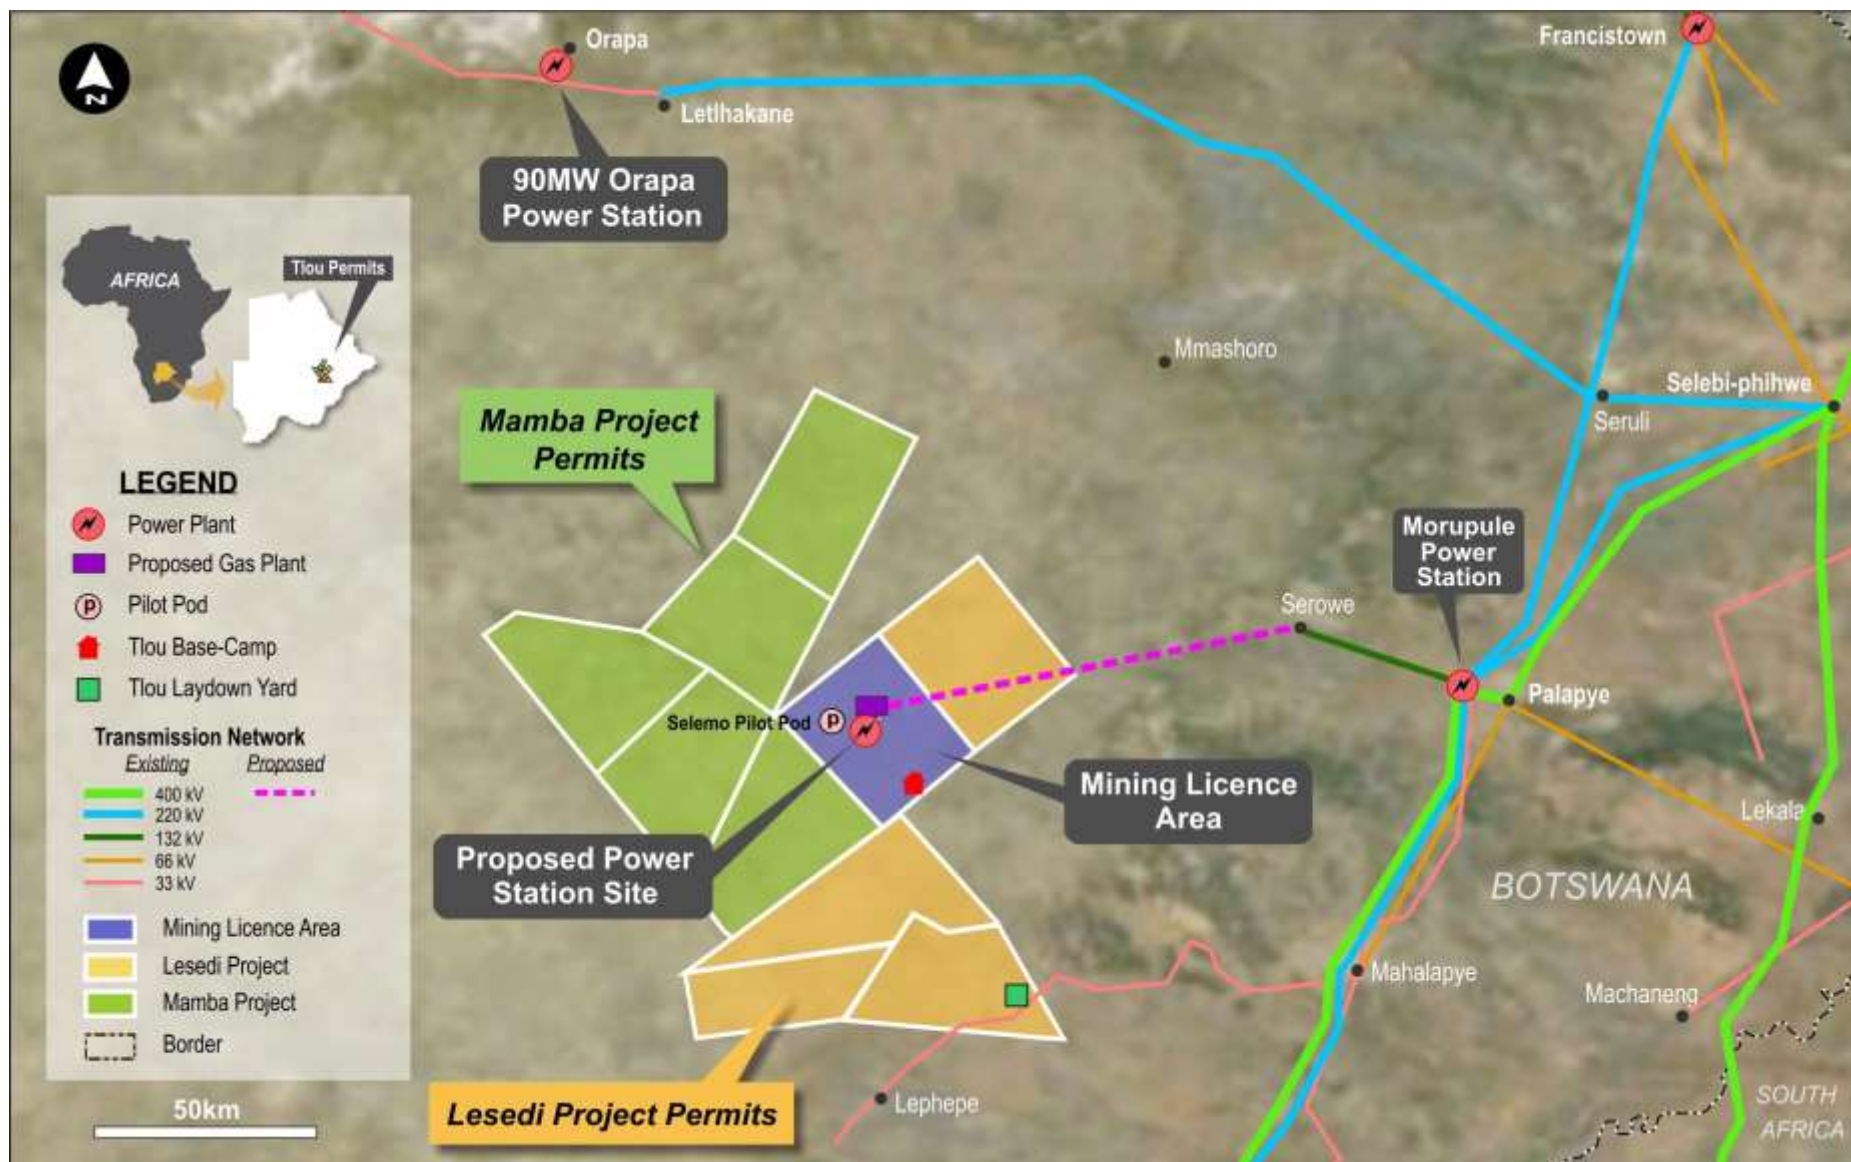 Orapa
Francistown
Letlhakane
90MW Orapa
Power Station
N
AFRICA
Tlou Permits
Mmashoro
Selebi-phihwe
Seruli
Mamba Project
Permits
LEGEND
Power Plant
Proposed Gas Plant
P
Pilot Pod
Tlou Base-Camp
Tlou Laydown Yard
Transmission Network
Existing
Proposed
400 kV
220 kV
132 kV
66 kV
33 kV
Mining Licence Area
Lesedi Project
Mamba Project
Border
50km
Morupule
Power
Station
Serowe
Palapye
Selemo Pilot Pod
P
Mining Licence
Area
Lekala
Proposed Power
Station Site
BOTSWANA
Mahalapye
Machaneng
Lesedi Project Permits
Lephepe
SOUTH
AFRICA